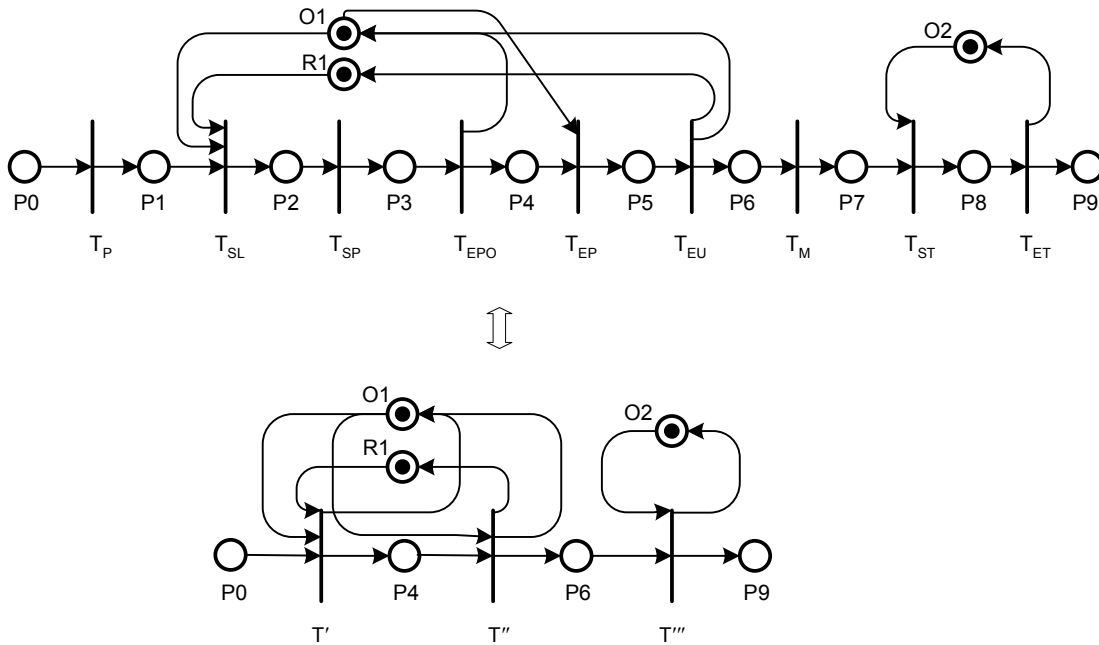 O1
O2
R1
P0 P1 P2 P3 P4 P5 P6 P7 P8 P9
T_P T_SL T_SP T_EPO T_EP T_EU T_M T_ST T_ET
O1
O2
R1
P0 P4 P6 P9
T′ T″ T‴